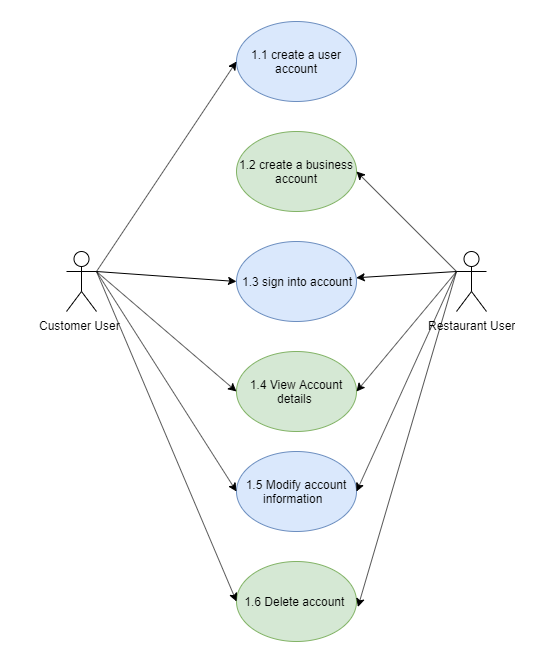 1.1 create a user
account
1.2 create a business
account
1.3 sign into account
Customer User
Restaurant User
1.4 View Account
details
1.5 Modify account
information
1.6 Delete account